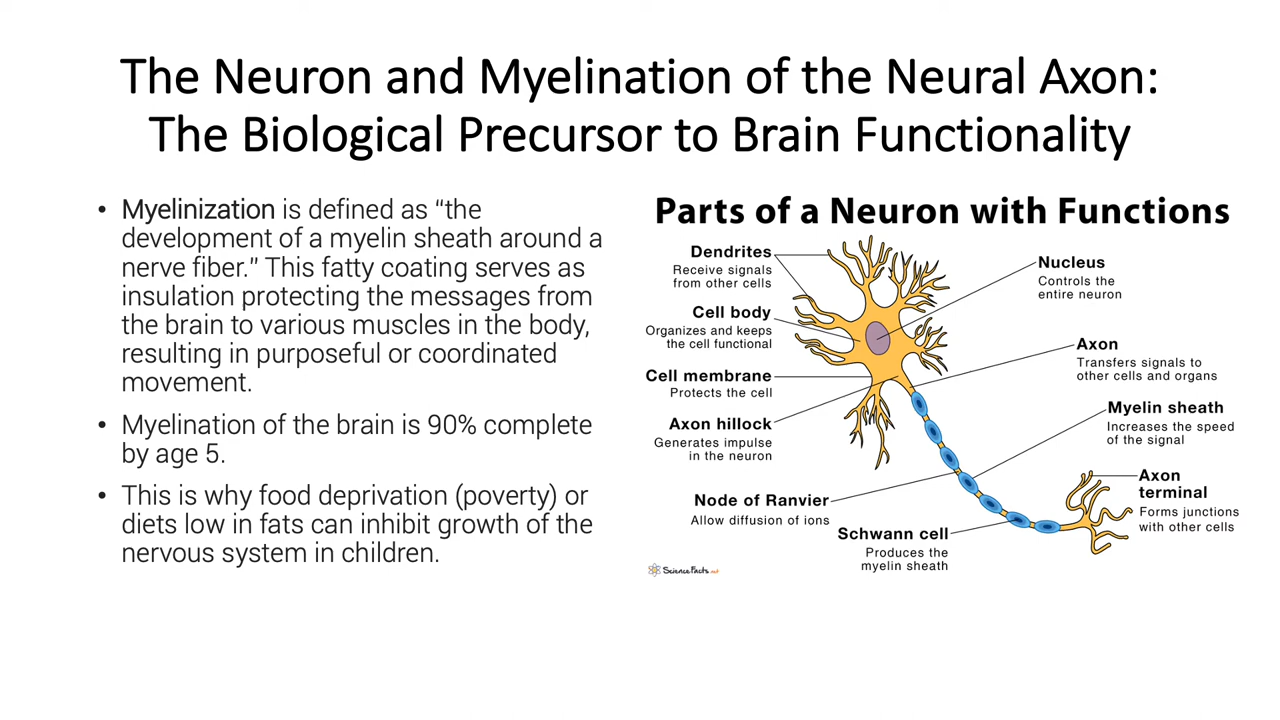 The Neuron and Myelination of the Neural Axon:
The Biological Precursor to Brain Functionality
• Myelinization is defined as “the
development of a myelin sheath around a
nerve fiber.” This fatty coating serves as
insulation protecting the messages from
the brain to various muscles in the body,
resulting in purposeful or coordinated
movement.
• Myelination of the brain is 90% complete
by age 5.
• This is why food deprivation (poverty) or
diets low in fats can inhibit growth of the
nervous system in children.
Parts of a Neuron with Functions
Dendrites
Receive signals
from other cells
Cell body
Organizes and keeps
the cell functional
Cell membrane
Protects the cell
Axon hillock
Generates impulse
in the neuron
Node of Ranvier
Allow diffusion of ions
Schwann cell
Produces the
myelin sheath
Nucleus
Controls the
entire neuron
Axon
Transfers signals to
other cells and organs
Myelin sheath
Increases the speed
of the signal
Axon
terminal
Forms junctions
with other cells
ScienceFacts.net